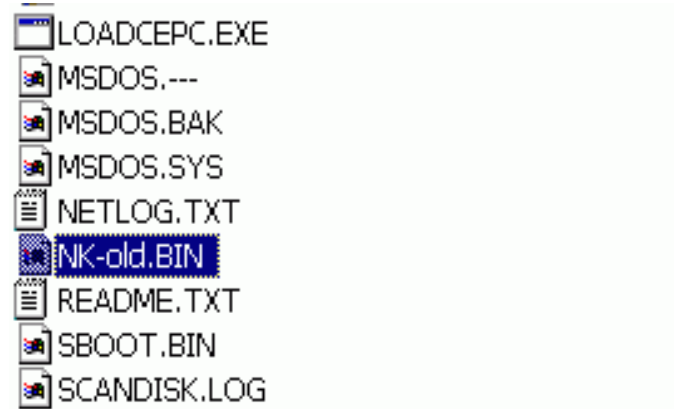 LOADCEPC.EXE
MSDOS.---
MSDOS.BAK
MSDOS.SYS
NETLOG.TXT
NK-old.BIN
README.TXT
SBOOT.BIN
SCANDISK.LOG